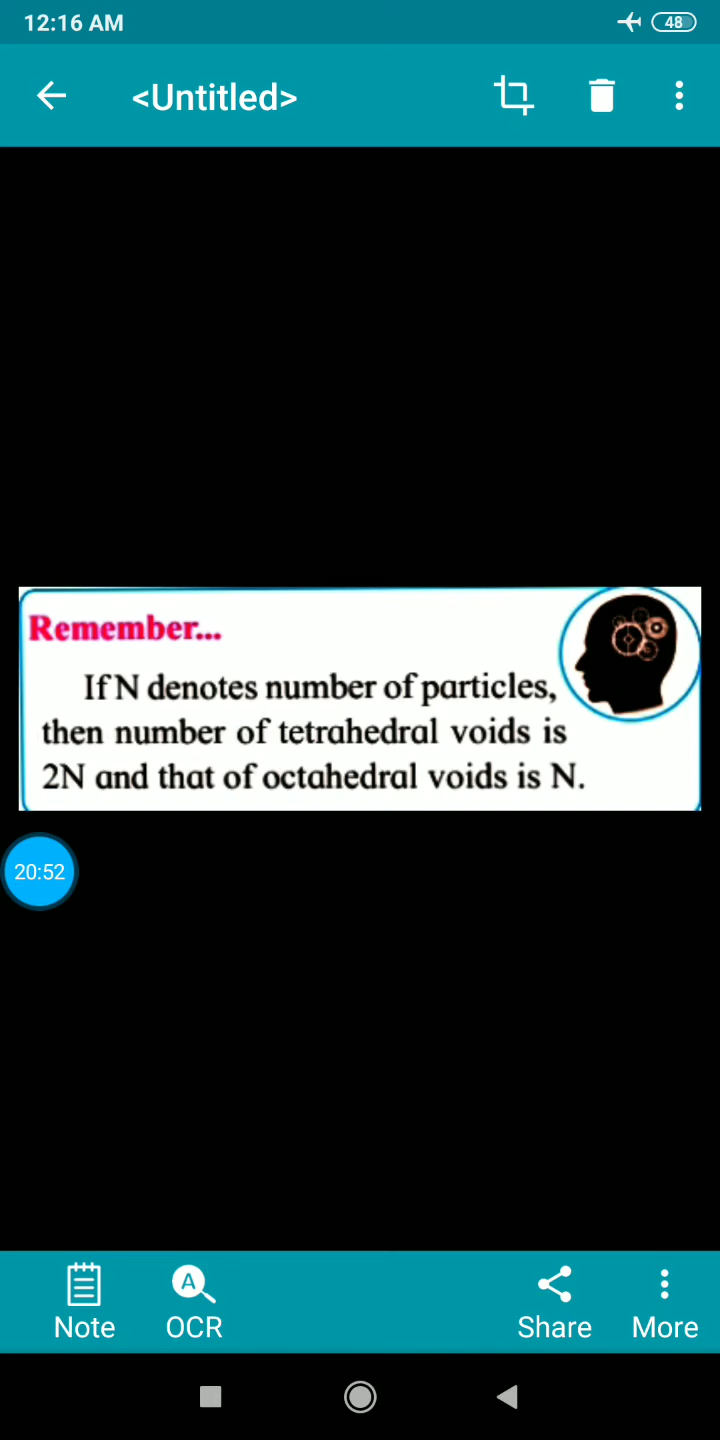 12:16 AM
48
<Untitled>
Remember...
If N denotes number of particles,
then number of tetrahedral voids is
2N and that of octahedral voids is N.
20:52
A
Note
OCR
Share
More